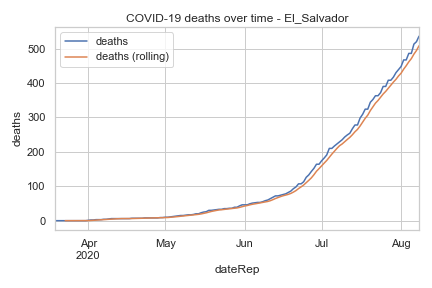 COVID-19 deaths over time - El_Salvador
deaths
deaths (rolling)
deaths
500
400
300
200
100
0
Apr
2020
May
Jun
Jul
Aug
dateRep